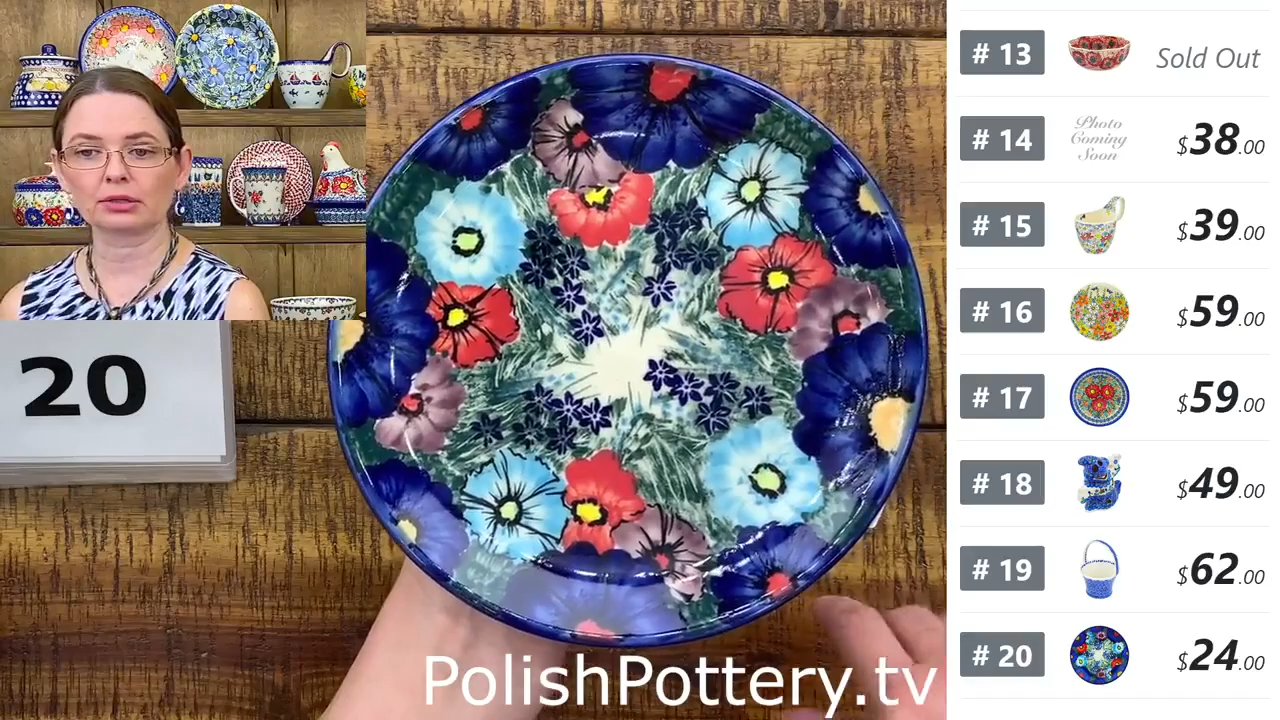 20
PolishPottery.tv
# 13 Sold Out
# 14 Photo Coming Soon $38.00
# 15 $39.00
# 16 $59.00
# 17 $59.00
# 18 $49.00
# 19 $62.00
# 20 $24.00